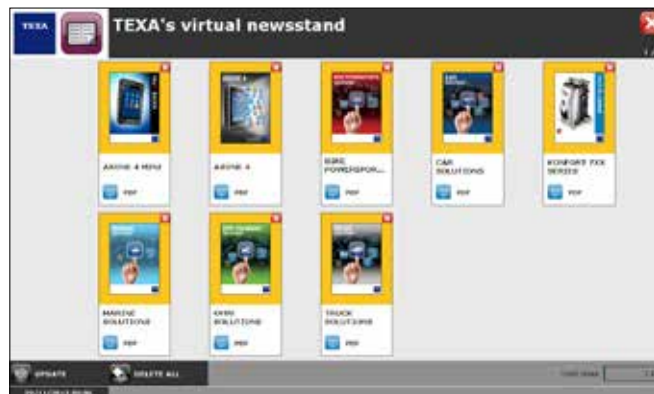 TEXA
TEXA's virtual newsstand
AXONE 4 MINI
PDF
AXONE 4
PDF
BIKE
POWERSPOR...
PDF
CAR
SOLUTIONS
PDF
KONFORT 7XX
SERIES
PDF
MARINE
SOLUTIONS
PDF
OHW
SOLUTIONS
PDF
TRUCK
SOLUTIONS
PDF
UPDATE
DELETE ALL